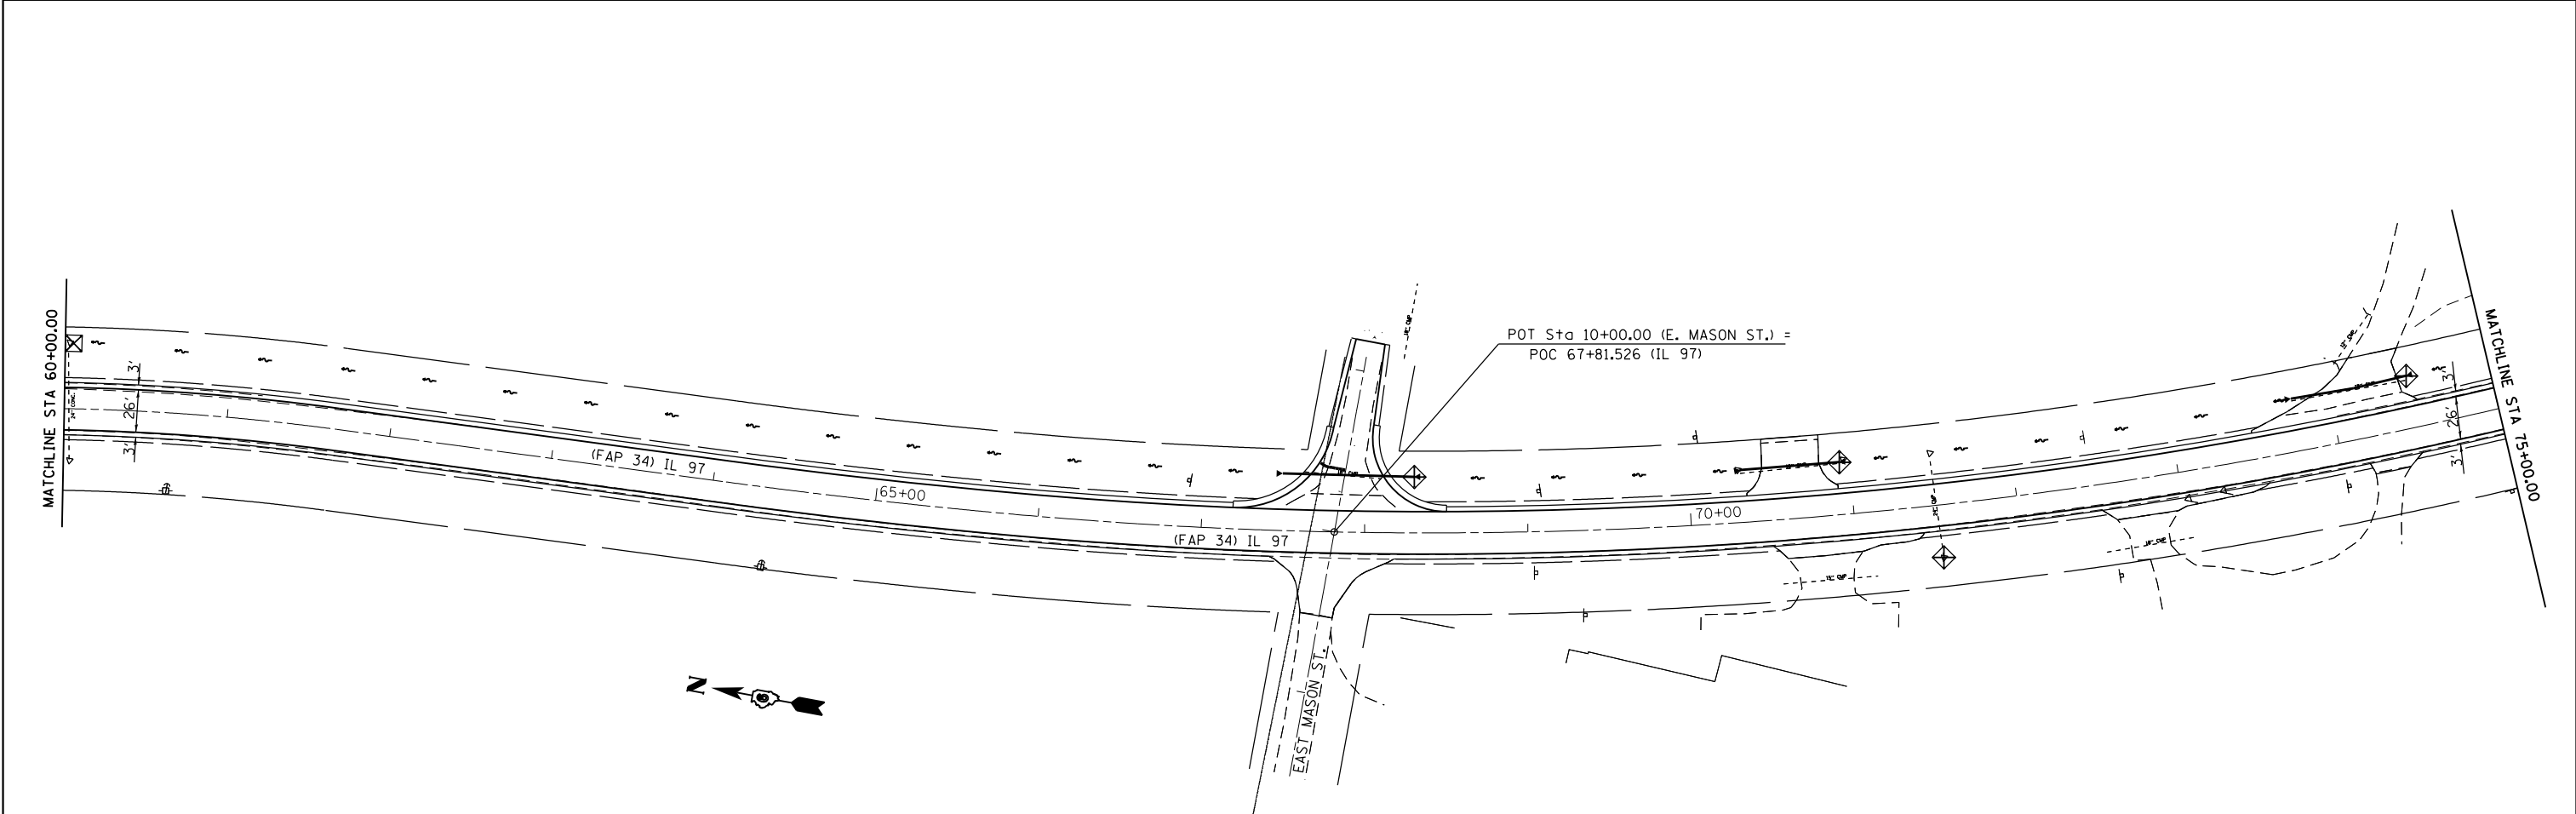 MATCHLINE STA 60+00.00
3'
26'
3'
24" CONC.
(FAP 34) IL 97
65+00
(FAP 34) IL 97
POT Sta 10+00.00 (E. MASON ST.) =
POC 67+81.526 (IL 97)
70+00
EAST MASON ST.
N
3'
26'
3'
MATCHLINE STA 75+00.00